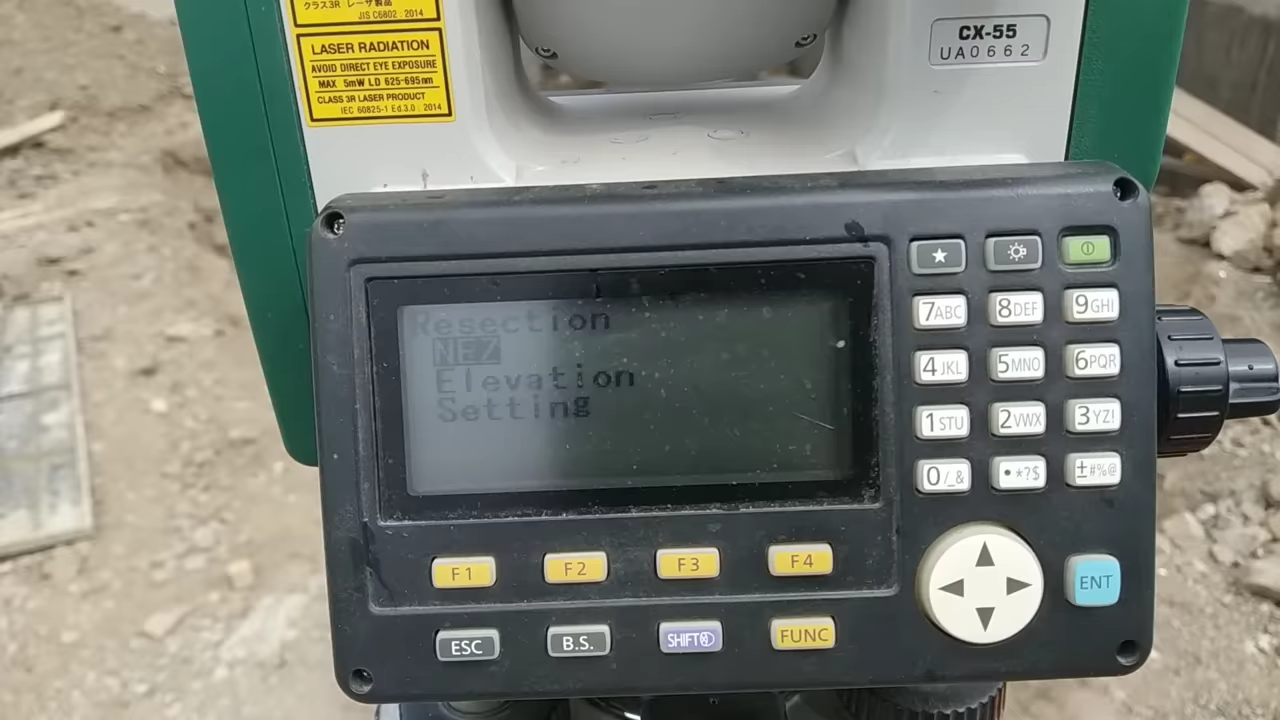 クラス3R レーザ製品
JIS C6802 : 2014
LASER RADIATION
AVOID DIRECT EYE EXPOSURE
MAX 5mW LD 625-695nm
CLASS 3R LASER PRODUCT
IEC 60825-1 Ed.3.0 : 2014
CX-55
UA0662
Resection
NEZ
Elevation
Setting
7ABC 8DEF 9GHI
4JKL 5MNO 6PQR
1STU 2VWX 3YZ!
0/_& •*?$ ±#%@
F1 F2 F3 F4
ENT
ESC B.S. SHIFT FUNC